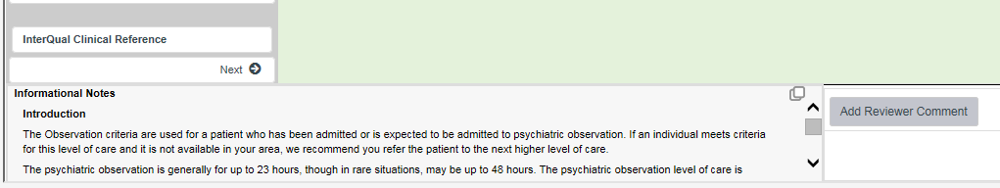 InterQual Clinical Reference
Next
Informational Notes
Introduction
The Observation criteria are used for a patient who has been admitted or is expected to be admitted to psychiatric observation. If an individual meets criteria
for this level of care and it is not available in your area, we recommend you refer the patient to the next higher level of care.
The psychiatric observation is generally for up to 23 hours, though in rare situations, may be up to 48 hours. The psychiatric observation level of care is
Add Reviewer Comment